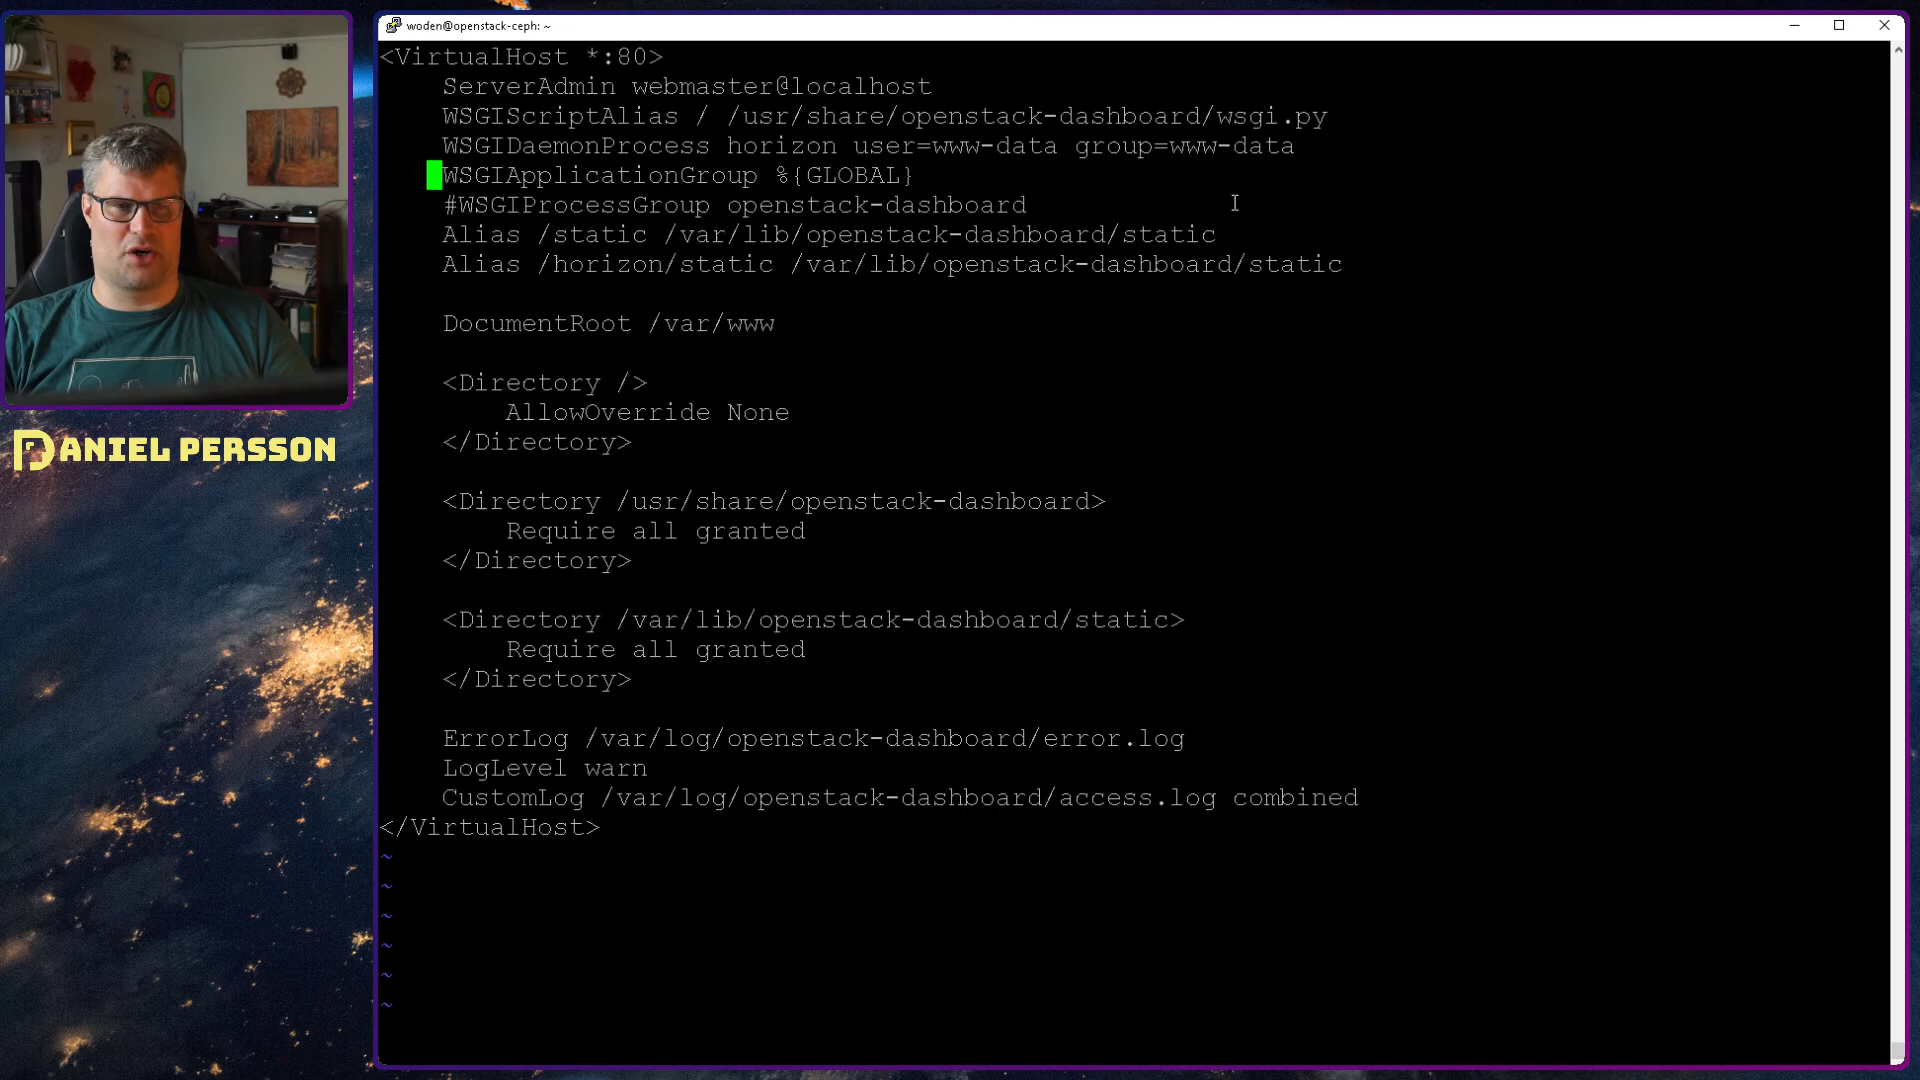 woden@openstack-ceph: ~
<VirtualHost *:80>
ServerAdmin webmaster@localhost
WSGIScriptAlias / /usr/share/openstack-dashboard/wsgi.py
WSGIDaemonProcess horizon user=www-data group=www-data
WSGIApplicationGroup %{GLOBAL}
#WSGIProcessGroup openstack-dashboard
Alias /static /var/lib/openstack-dashboard/static
Alias /horizon/static /var/lib/openstack-dashboard/static
DocumentRoot /var/www
<Directory />
AllowOverride None
</Directory>
<Directory /usr/share/openstack-dashboard>
Require all granted
</Directory>
<Directory /var/lib/openstack-dashboard/static>
Require all granted
</Directory>
ErrorLog /var/log/openstack-dashboard/error.log
LogLevel warn
CustomLog /var/log/openstack-dashboard/access.log combined
</VirtualHost>
~
~
~
~
~
~
DANIEL PERSSON